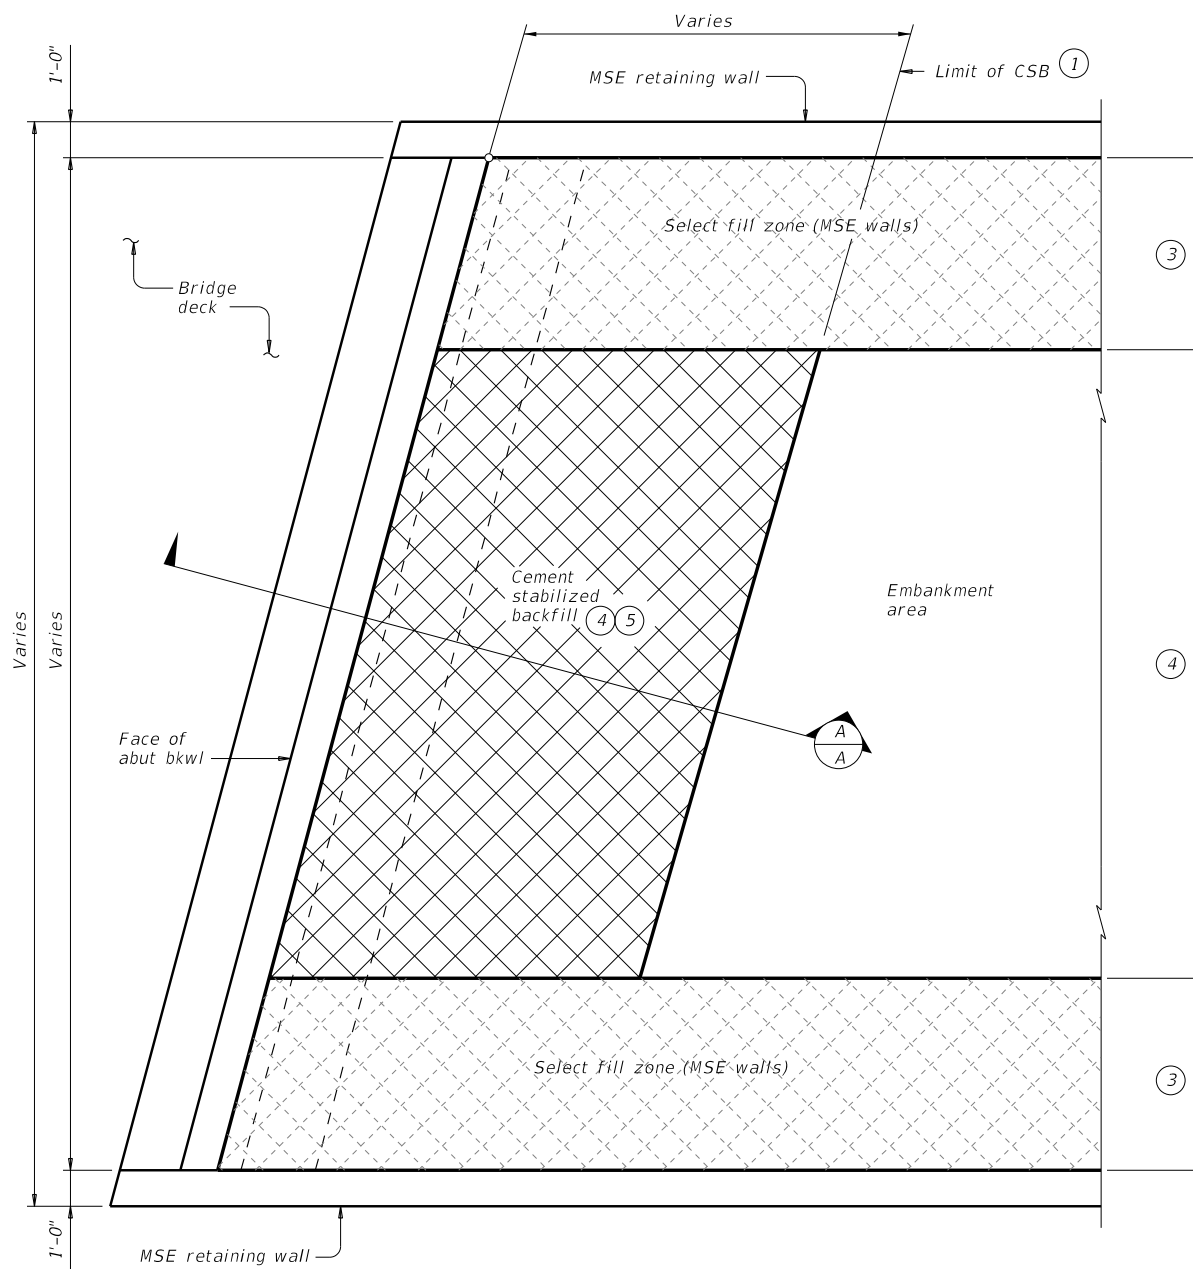 Varies
1'-0"
MSE retaining wall
Limit of CSB 1
Select fill zone (MSE walls)
3
Bridge
deck
Cement
stabilized
backfill 4 5
Embankment
area
Varies
Varies
4
Face of
abut bkwl
A
A
Select fill zone (MSE walls)
3
1'-0"
MSE retaining wall